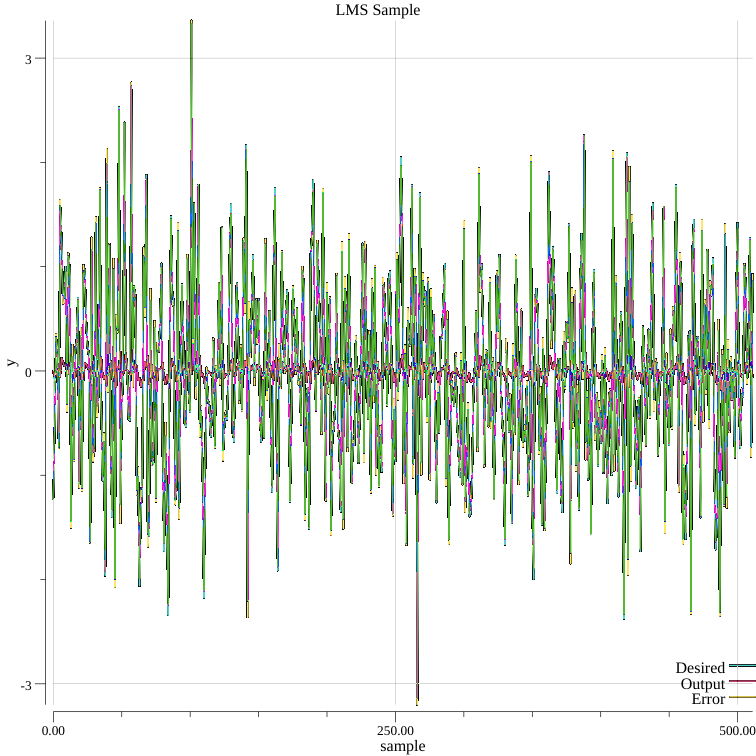 LMS Sample
3
y
0
-3
Desired
Output
Error
0.00
250.00
500.00
sample